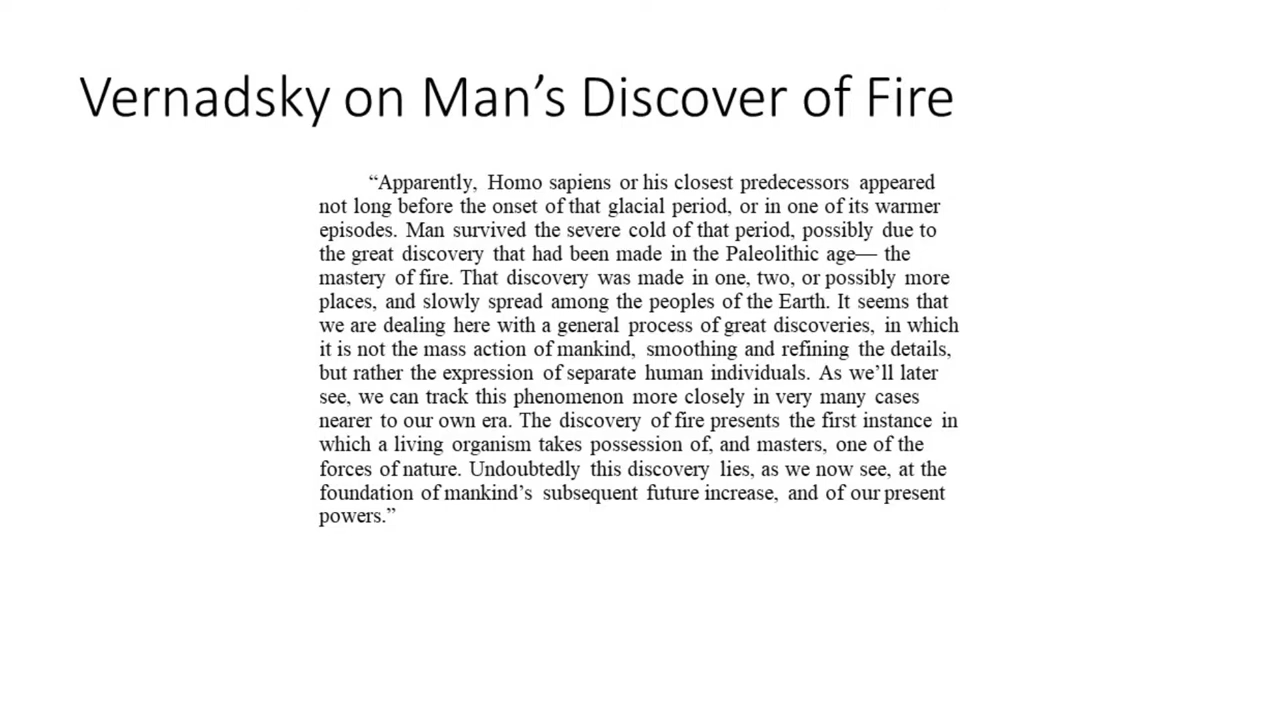 Vernadsky on Man’s Discover of Fire
“Apparently, Homo sapiens or his closest predecessors appeared
not long before the onset of that glacial period, or in one of its warmer
episodes. Man survived the severe cold of that period, possibly due to
the great discovery that had been made in the Paleolithic age— the
mastery of fire. That discovery was made in one, two, or possibly more
places, and slowly spread among the peoples of the Earth. It seems that
we are dealing here with a general process of great discoveries, in which
it is not the mass action of mankind, smoothing and refining the details,
but rather the expression of separate human individuals. As we’ll later
see, we can track this phenomenon more closely in very many cases
nearer to our own era. The discovery of fire presents the first instance in
which a living organism takes possession of, and masters, one of the
forces of nature. Undoubtedly this discovery lies, as we now see, at the
foundation of mankind’s subsequent future increase, and of our present
powers.”